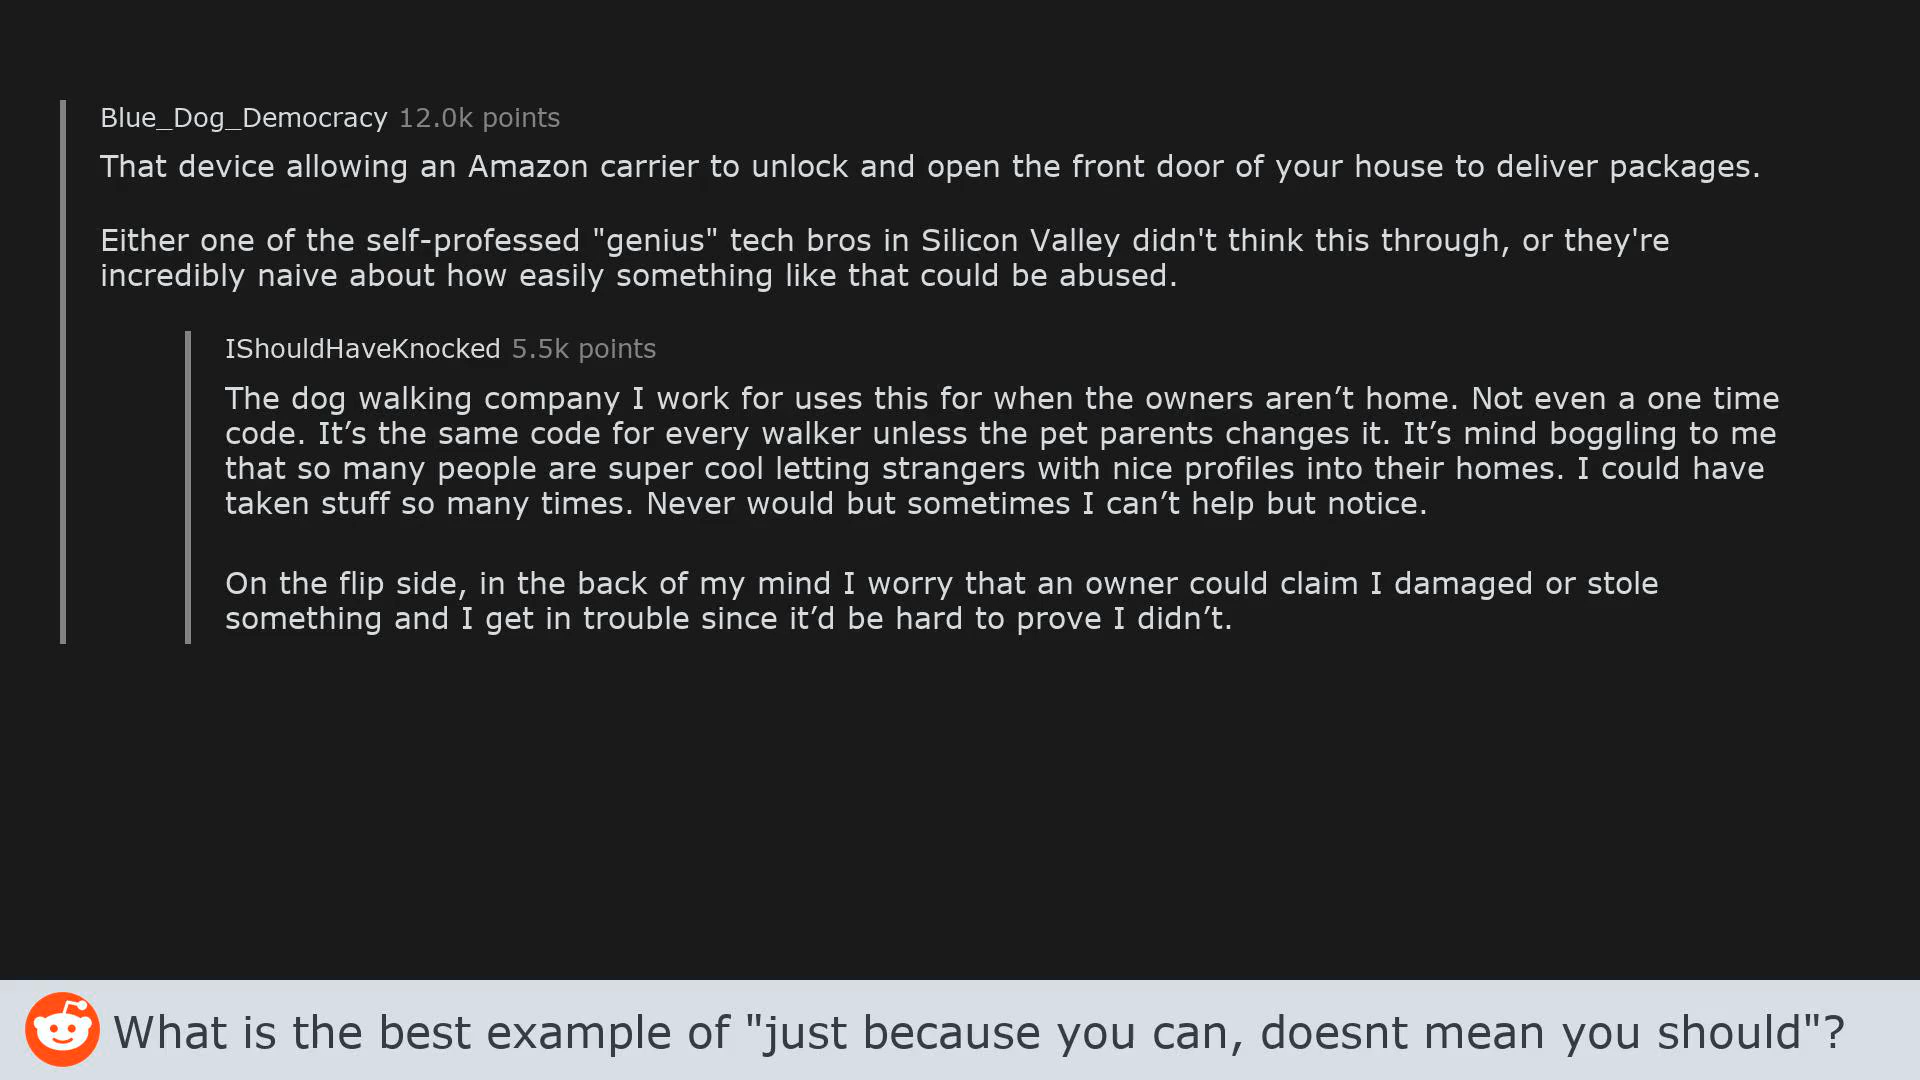 Blue_Dog_Democracy 12.0k points
That device allowing an Amazon carrier to unlock and open the front door of your house to deliver packages.
Either one of the self-professed "genius" tech bros in Silicon Valley didn't think this through, or they're
incredibly naive about how easily something like that could be abused.
IShouldHaveKnocked 5.5k points
The dog walking company I work for uses this for when the owners aren’t home. Not even a one time
code. It’s the same code for every walker unless the pet parents changes it. It’s mind boggling to me
that so many people are super cool letting strangers with nice profiles into their homes. I could have
taken stuff so many times. Never would but sometimes I can’t help but notice.
On the flip side, in the back of my mind I worry that an owner could claim I damaged or stole
something and I get in trouble since it’d be hard to prove I didn’t.
What is the best example of "just because you can, doesnt mean you should"?